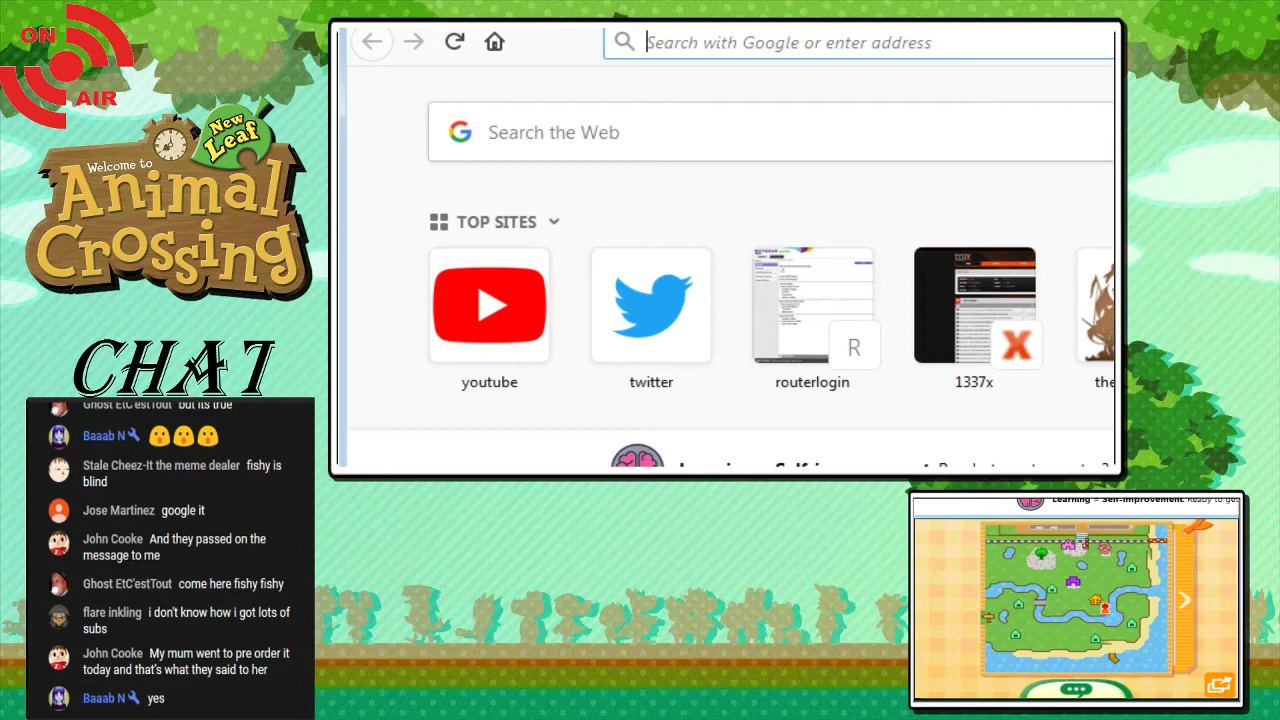 ON
AIR
New
Leaf
Welcome to
Animal
Crossing
CHAT
Ghost EtC'estTout but its true
Baaab N
Stale Cheez-It the meme dealer fishy is
blind
Jose Martinez google it
John Cooke And they passed on the
message to me
Ghost EtC'estTout come here fishy fishy
flare inkling i don't know how i got lots of
subs
John Cooke My mum went to pre order it
today and that's what they said to her
Baaab N yes
Search with Google or enter address
Search the Web
TOP SITES
R
X
youtube
twitter
routerlogin
1337x
the
Learning = Self-improvement. Ready to get